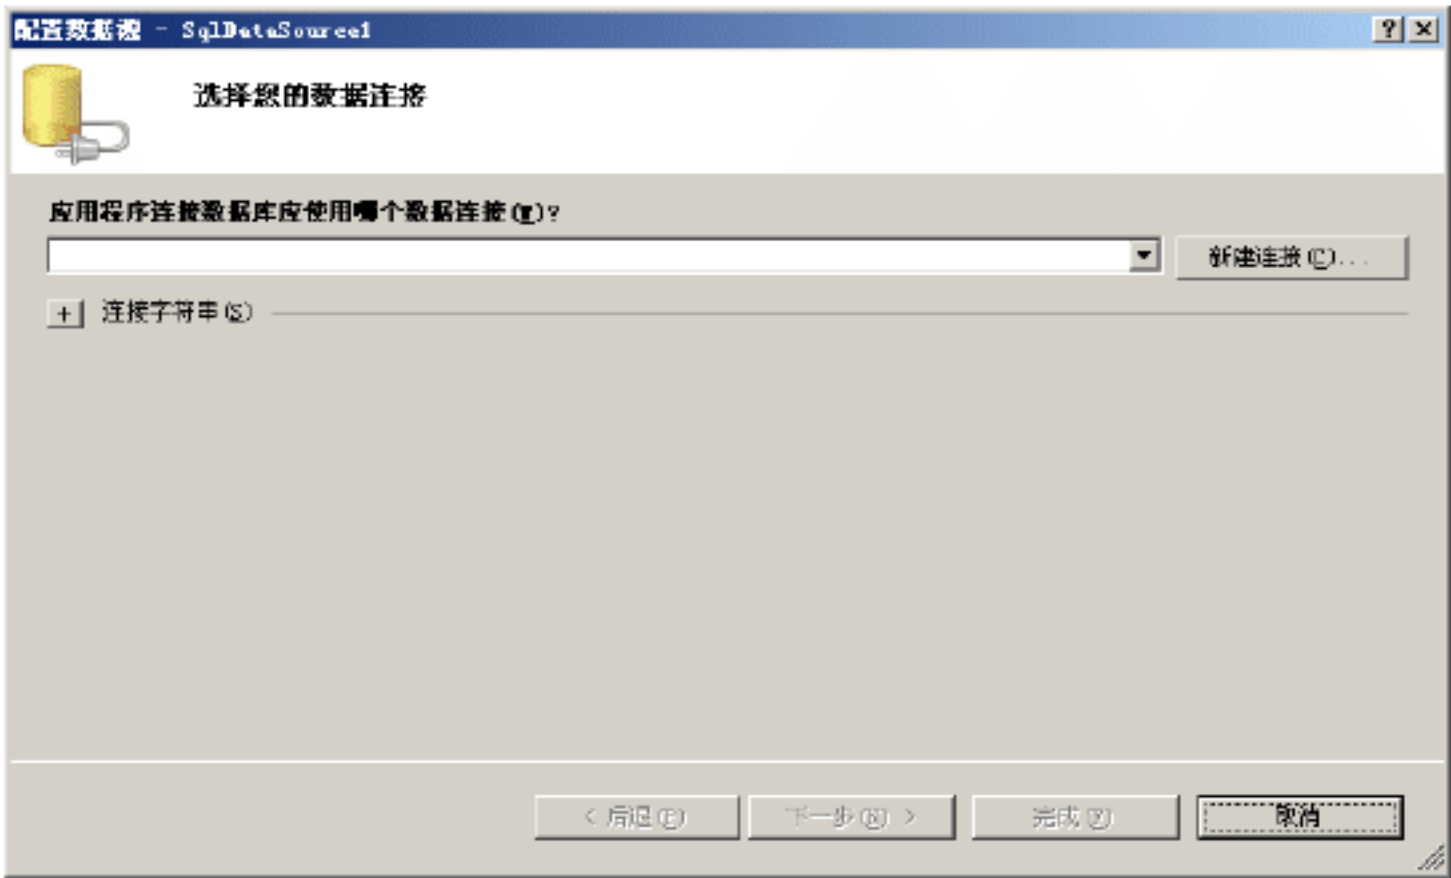 配置数据源 - SqlDataSource1
选择您的数据连接
应用程序连接数据库应使用哪个数据连接(W)?
新建连接(C)...
+ 连接字符串(S)
< 后退(P)
下一步(N) >
完成(F)
取消